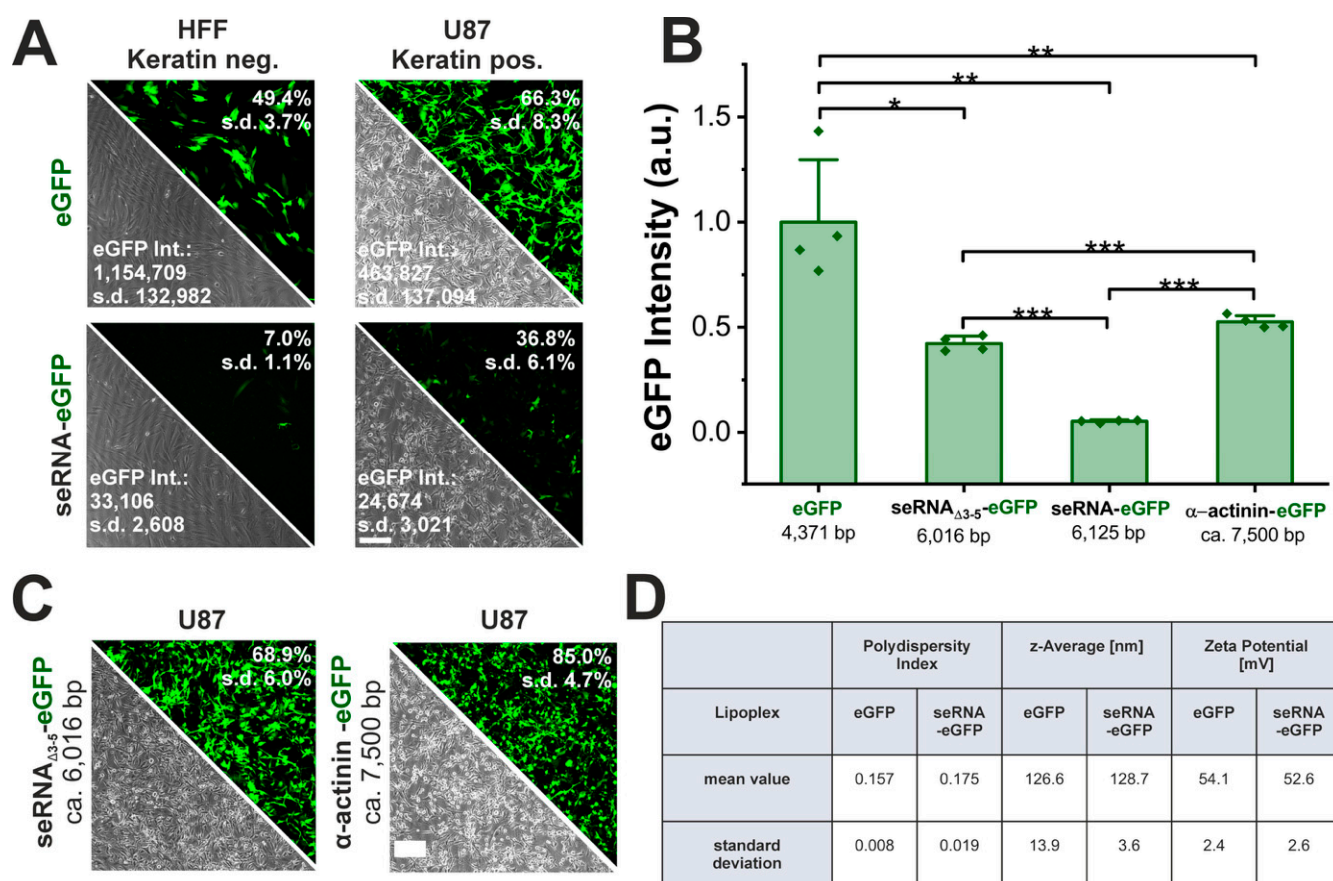 A
HFF
Keratin neg.
U87
Keratin pos.
eGFP
49.4%
s.d. 3.7%
eGFP Int.:
1,154,709
s.d. 132,982
66.3%
s.d. 8.3%
eGFP Int.:
463,827
s.d. 137,094
seRNA-eGFP
7.0%
s.d. 1.1%
eGFP Int.:
33,106
s.d. 2,608
36.8%
s.d. 6.1%
eGFP Int.:
24,674
s.d. 3,021
B
eGFP Intensity (a.u.)
1.5
1.0
0.5
0.0
**
**
*
***
***
***
eGFP
4,371 bp
seRNAΔ3-5-eGFP
6,016 bp
seRNA-eGFP
6,125 bp
α–actinin-eGFP
ca. 7,500 bp
C
U87
seRNAΔ3-5-eGFP
ca. 6,016 bp
68.9%
s.d. 6.0%
U87
α-actinin -eGFP
ca. 7,500 bp
85.0%
s.d. 4.7%
D
Polydispersity Index z-Average [nm] Zeta Potential [mV]
Lipoplex eGFP seRNA -eGFP eGFP seRNA -eGFP eGFP seRNA -eGFP
mean value 0.157 0.175 126.6 128.7 54.1 52.6
standard deviation 0.008 0.019 13.9 3.6 2.4 2.6